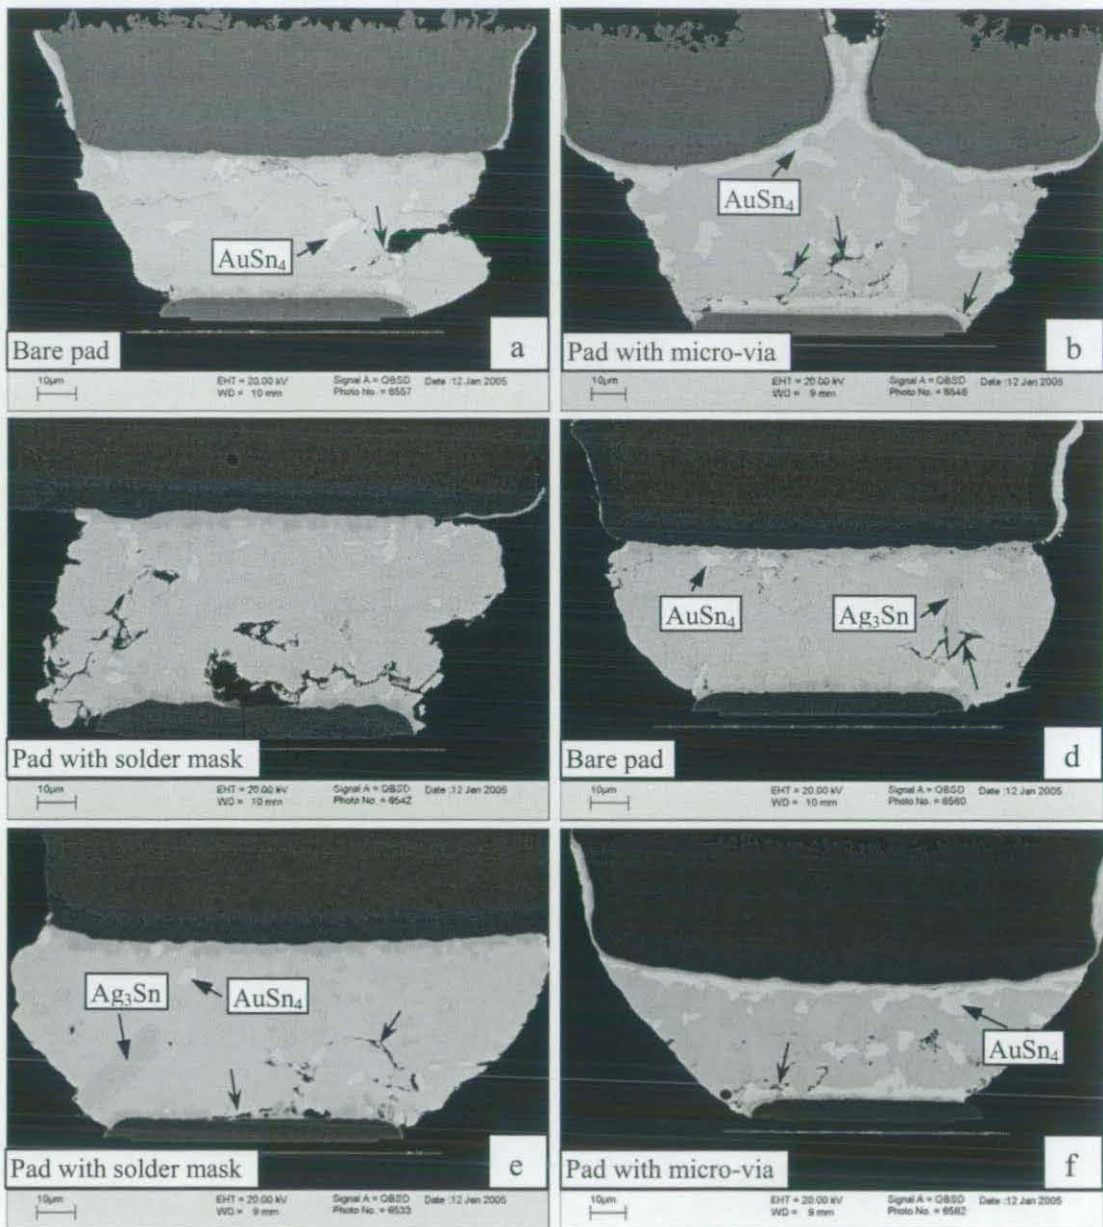 AuSn₄
Bare pad
a
10μm
EHT = 20.00 kV
WD = 10 mm
Signal A = QBSD
Photo No. = 6557
Date :12 Jan 2005
AuSn₄
Pad with micro-via
b
10μm
EHT = 20.00 kV
WD = 9 mm
Signal A = QBSD
Photo No. = 6546
Date :12 Jan 2005
Pad with solder mask
10μm
EHT = 20.00 kV
WD = 10 mm
Signal A = QBSD
Photo No. = 6542
Date :12 Jan 2005
AuSn₄
Ag₃Sn
Bare pad
d
10μm
EHT = 20.00 kV
WD = 10 mm
Signal A = QBSD
Photo No. = 6560
Date :12 Jan 2005
Ag₃Sn
AuSn₄
Pad with solder mask
e
10μm
EHT = 20.00 kV
WD = 9 mm
Signal A = QBSD
Photo No. = 6533
Date :12 Jan 2005
AuSn₄
Pad with micro-via
f
10μm
EHT = 20.00 kV
WD = 9 mm
Signal A = QBSD
Photo No. = 6582
Date :12 Jan 2005